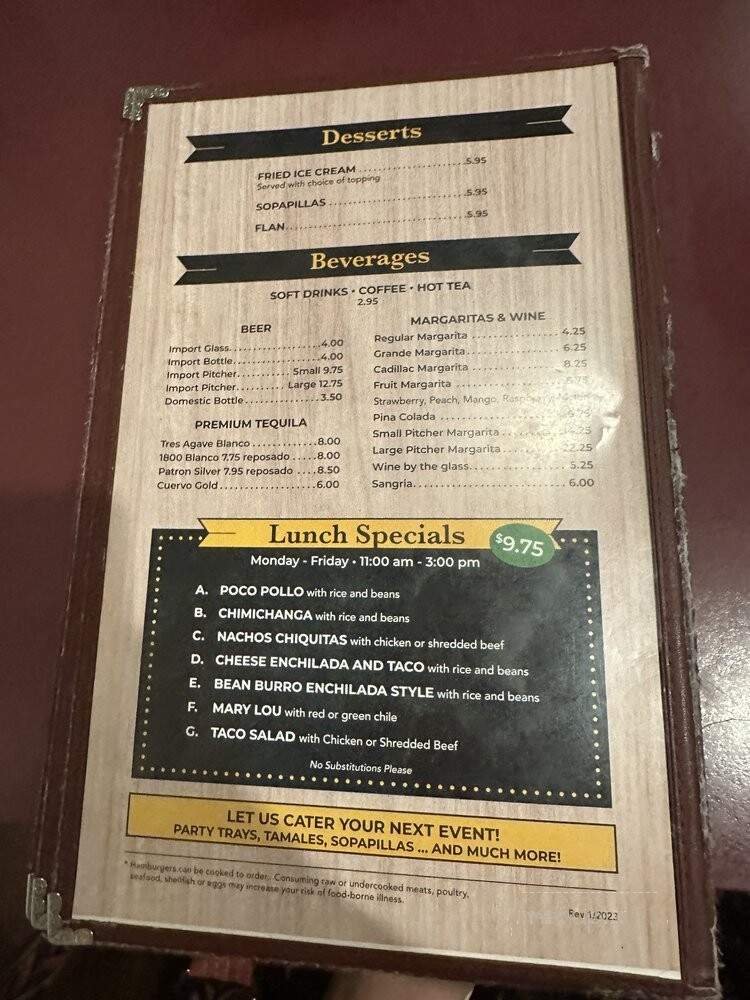 Desserts
FRIED ICE CREAM ..................... 5.95
Served with choice of topping
SOPAPILLAS ..................... 5.95
FLAN ..................... 5.95
Beverages
SOFT DRINKS • COFFEE • HOT TEA
2.95
BEER
Import Glass ..................... 4.00
Import Bottle ..................... 4.00
Import Pitcher .......... Small 9.75
Import Pitcher .......... Large 12.75
Domestic Bottle ............... 3.50
PREMIUM TEQUILA
Tres Agave Blanco ............ 8.00
1800 Blanco 7.75 reposado ..... 8.00
Patron Silver 7.95 reposado .... 8.50
Cuervo Gold ..................... 6.00
MARGARITAS & WINE
Regular Margarita ............... 4.25
Grande Margarita ............... 6.25
Cadillac Margarita ............... 8.25
Fruit Margarita ...............
Strawberry, Peach, Mango,
Pina Colada ...............
Small Pitcher Margarita ...............
Large Pitcher Margarita ............... 22.25
Wine by the glass ............... 5.25
Sangria ..................... 6.00
Lunch Specials
$9.75
Monday - Friday • 11:00 am - 3:00 pm
A. POCO POLLO with rice and beans
B. CHIMICHANGA with rice and beans
C. NACHOS CHIQUITAS with chicken or shredded beef
D. CHEESE ENCHILADA AND TACO with rice and beans
E. BEAN BURRO ENCHILADA STYLE with rice and beans
F. MARY LOU with red or green chile
G. TACO SALAD with Chicken or Shredded Beef
No Substitutions Please
LET US CATER YOUR NEXT EVENT!
PARTY TRAYS, TAMALES, SOPAPILLAS ... AND MUCH MORE!
* Hamburgers can be cooked to order. Consuming raw or undercooked meats, poultry,
seafood, shellfish or eggs may increase your risk of food-borne illness.
Rev 1/2023